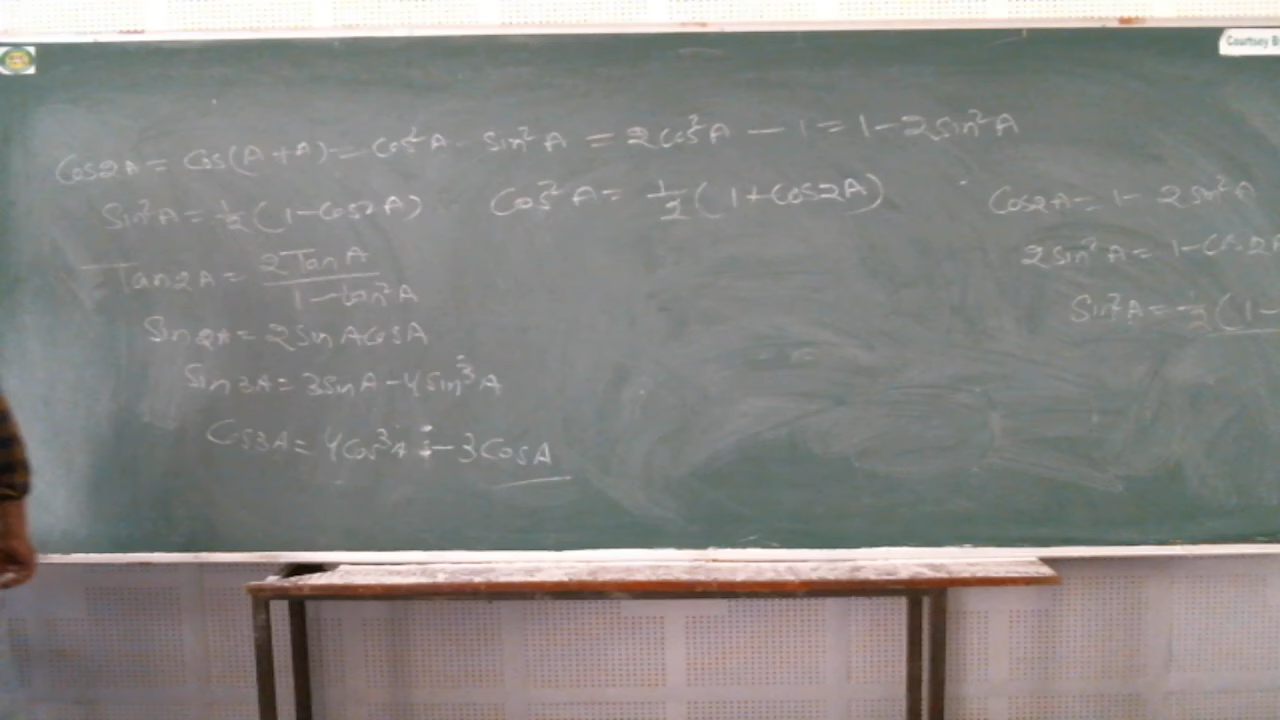 Courtsey B
Cos2A = Cos(A+A) = Cos²A - Sin²A = 2Cos²A - 1 = 1 - 2Sin²A
Sin²A = 1/2 (1-Cos2A)
Cos²A = 1/2 (1+Cos2A)
Tan2A = 2TanA / 1-tan²A
Sin2A = 2SinACosA
Sin3A = 3SinA - 4Sin³A
Cos3A = 4Cos³A - 3CosA
Cos2A = 1 - 2Sin²A
2Sin²A = 1-Cos2A
Sin²A = 1/2 (1-